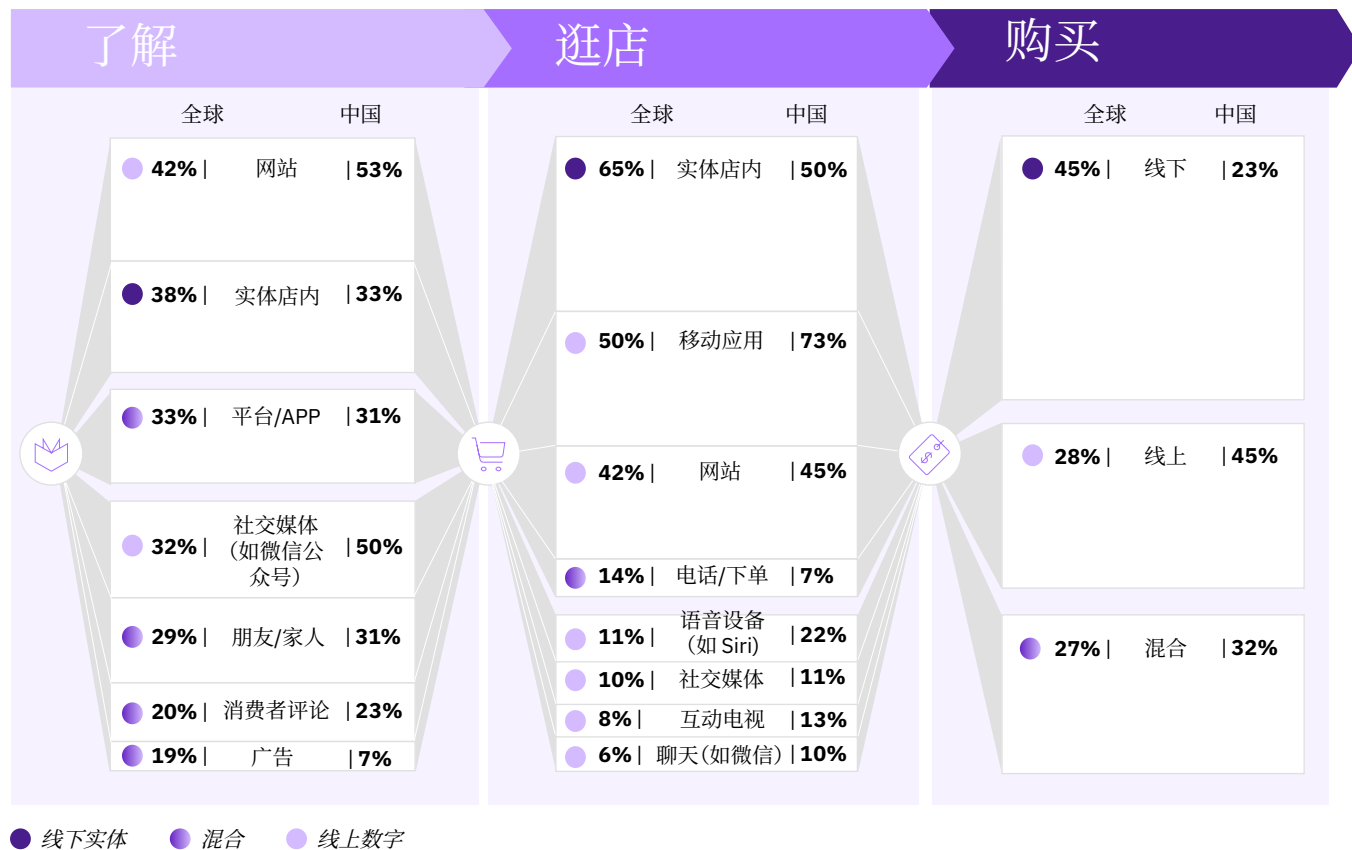 了解
全球 中国
42% | 网站 | 53%
38% | 实体店内 | 33%
33% | 平台/APP | 31%
32% | 社交媒体
（如微信公
众号） | 50%
29% | 朋友/家人 | 31%
20% | 消费者评论 | 23%
19% | 广告 | 7%
逛店
全球 中国
65% | 实体店内 | 50%
50% | 移动应用 | 73%
42% | 网站 | 45%
14% | 电话/下单 | 7%
11% | 语音设备
（如 Siri) | 22%
10% | 社交媒体 | 11%
8% | 互动电视 | 13%
6% | 聊天（如微信） | 10%
购买
全球 中国
45% | 线下 | 23%
28% | 线上 | 45%
27% | 混合 | 32%
线下实体 混合 线上数字